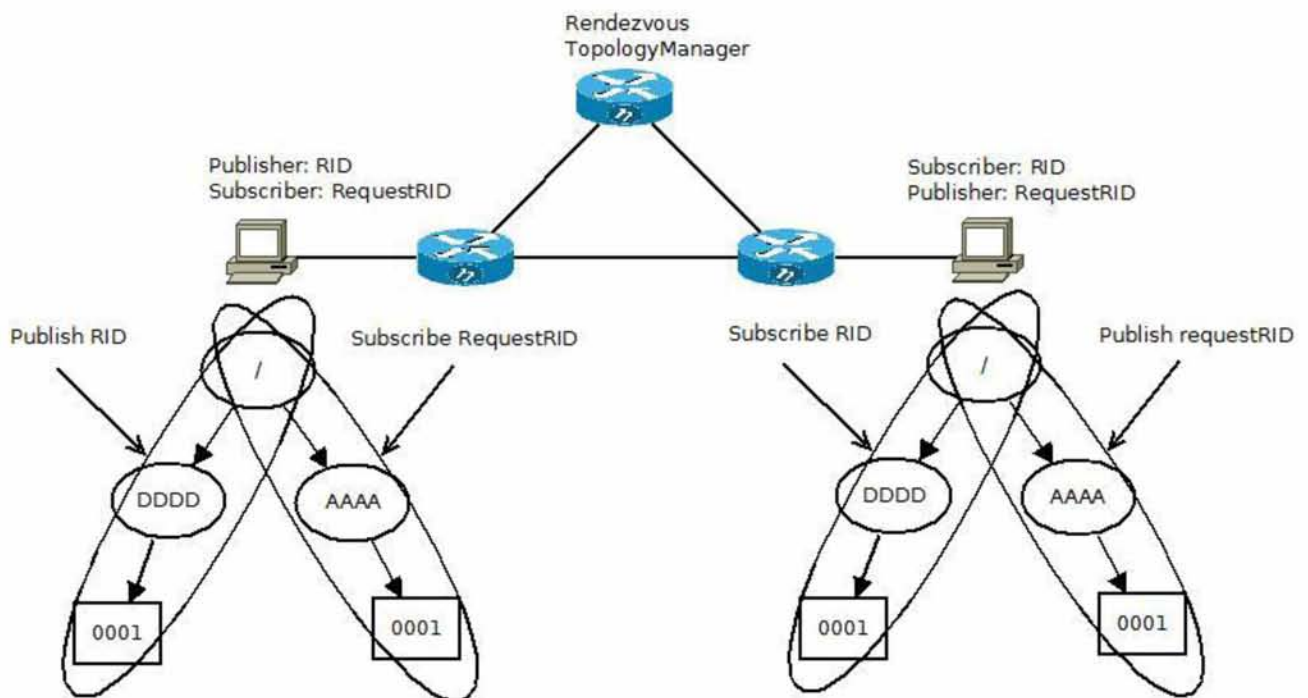 Rendezvous
TopologyManager
Publisher: RID
Subscriber: RequestRID
Subscriber: RID
Publisher: RequestRID
Publish RID
Subscribe RequestRID
Subscribe RID
Publish requestRID
/
/
DDDD
AAAA
DDDD
AAAA
0001
0001
0001
0001